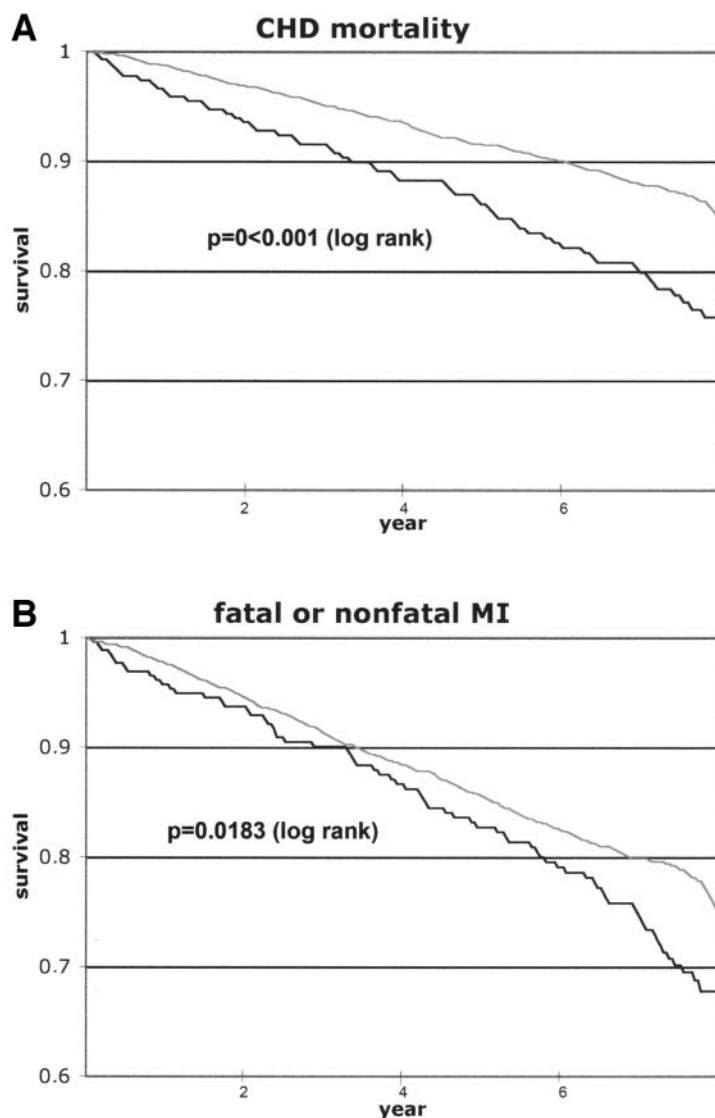 A
CHD mortality
1
0.9
0.8
0.7
0.6
survival
p=0<0.001 (log rank)
2
4
6
year
B
fatal or nonfatal MI
1
0.9
0.8
0.7
0.6
survival
p=0.0183 (log rank)
2
4
6
year